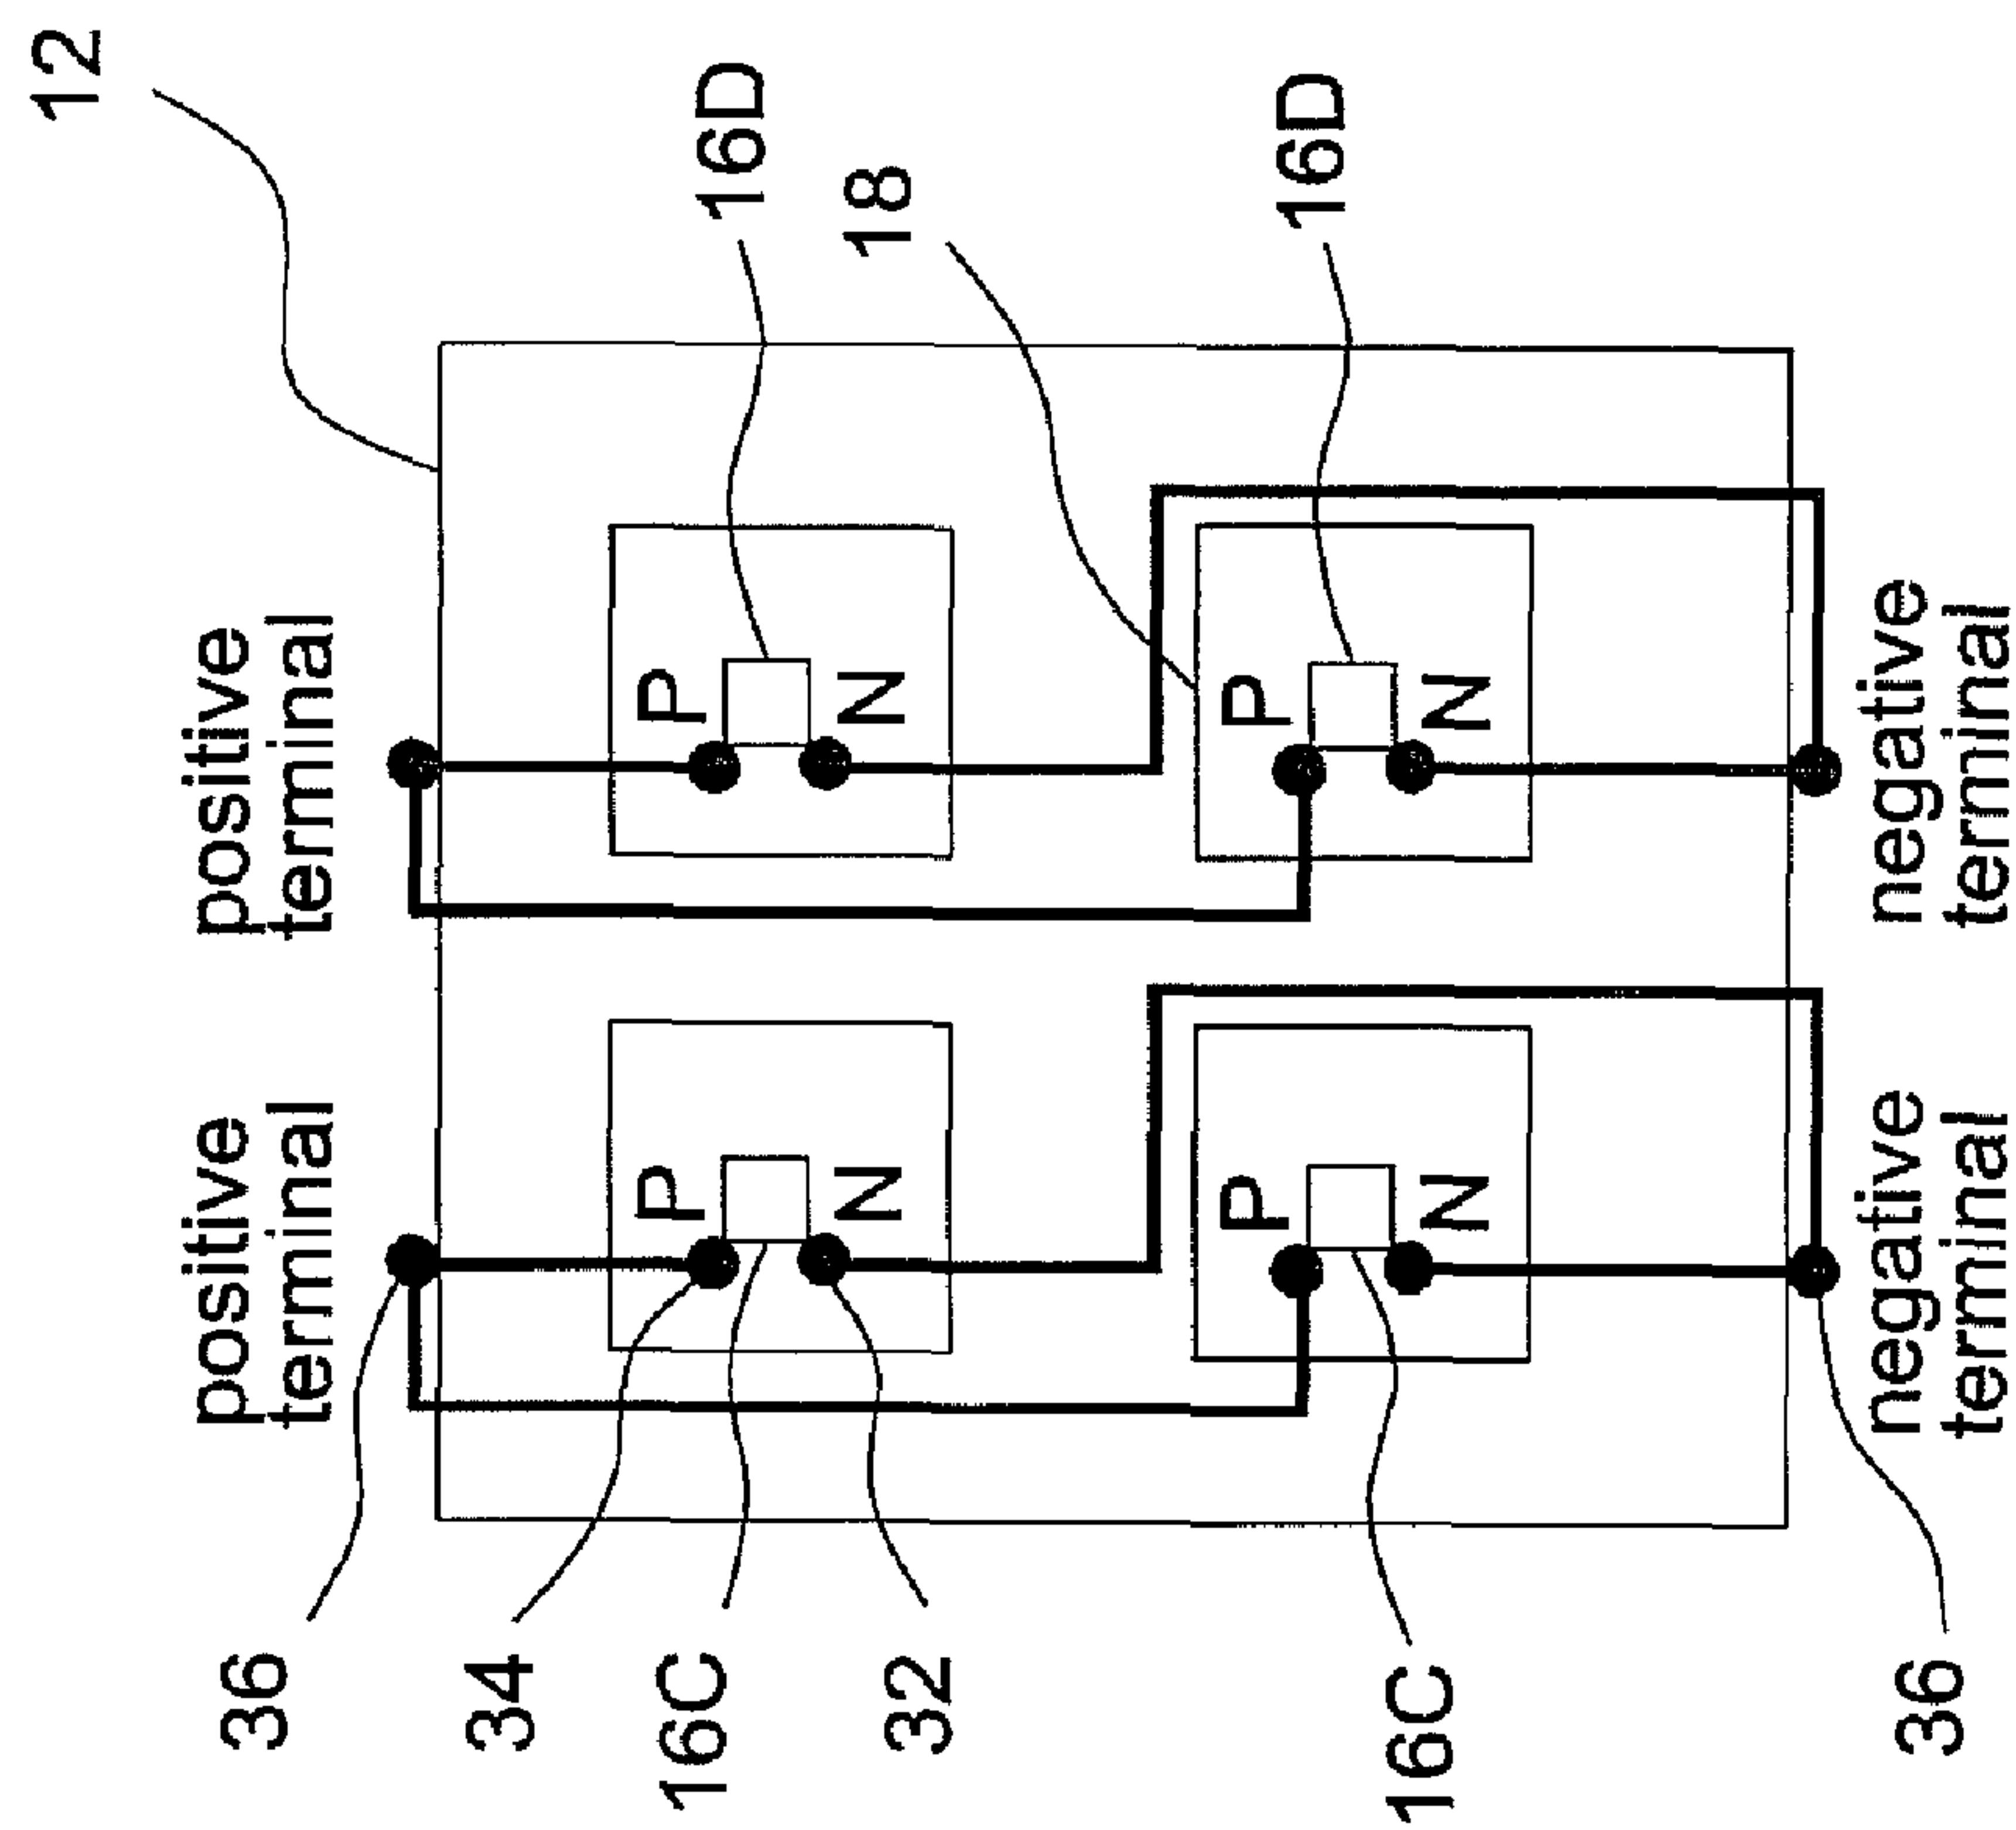 12
positive
terminal
positive
terminal
36
34
P
P
16C
16D
N
N
18
32
P
P
16D
16C
N
N
negative
terminal
negative
terminal
36